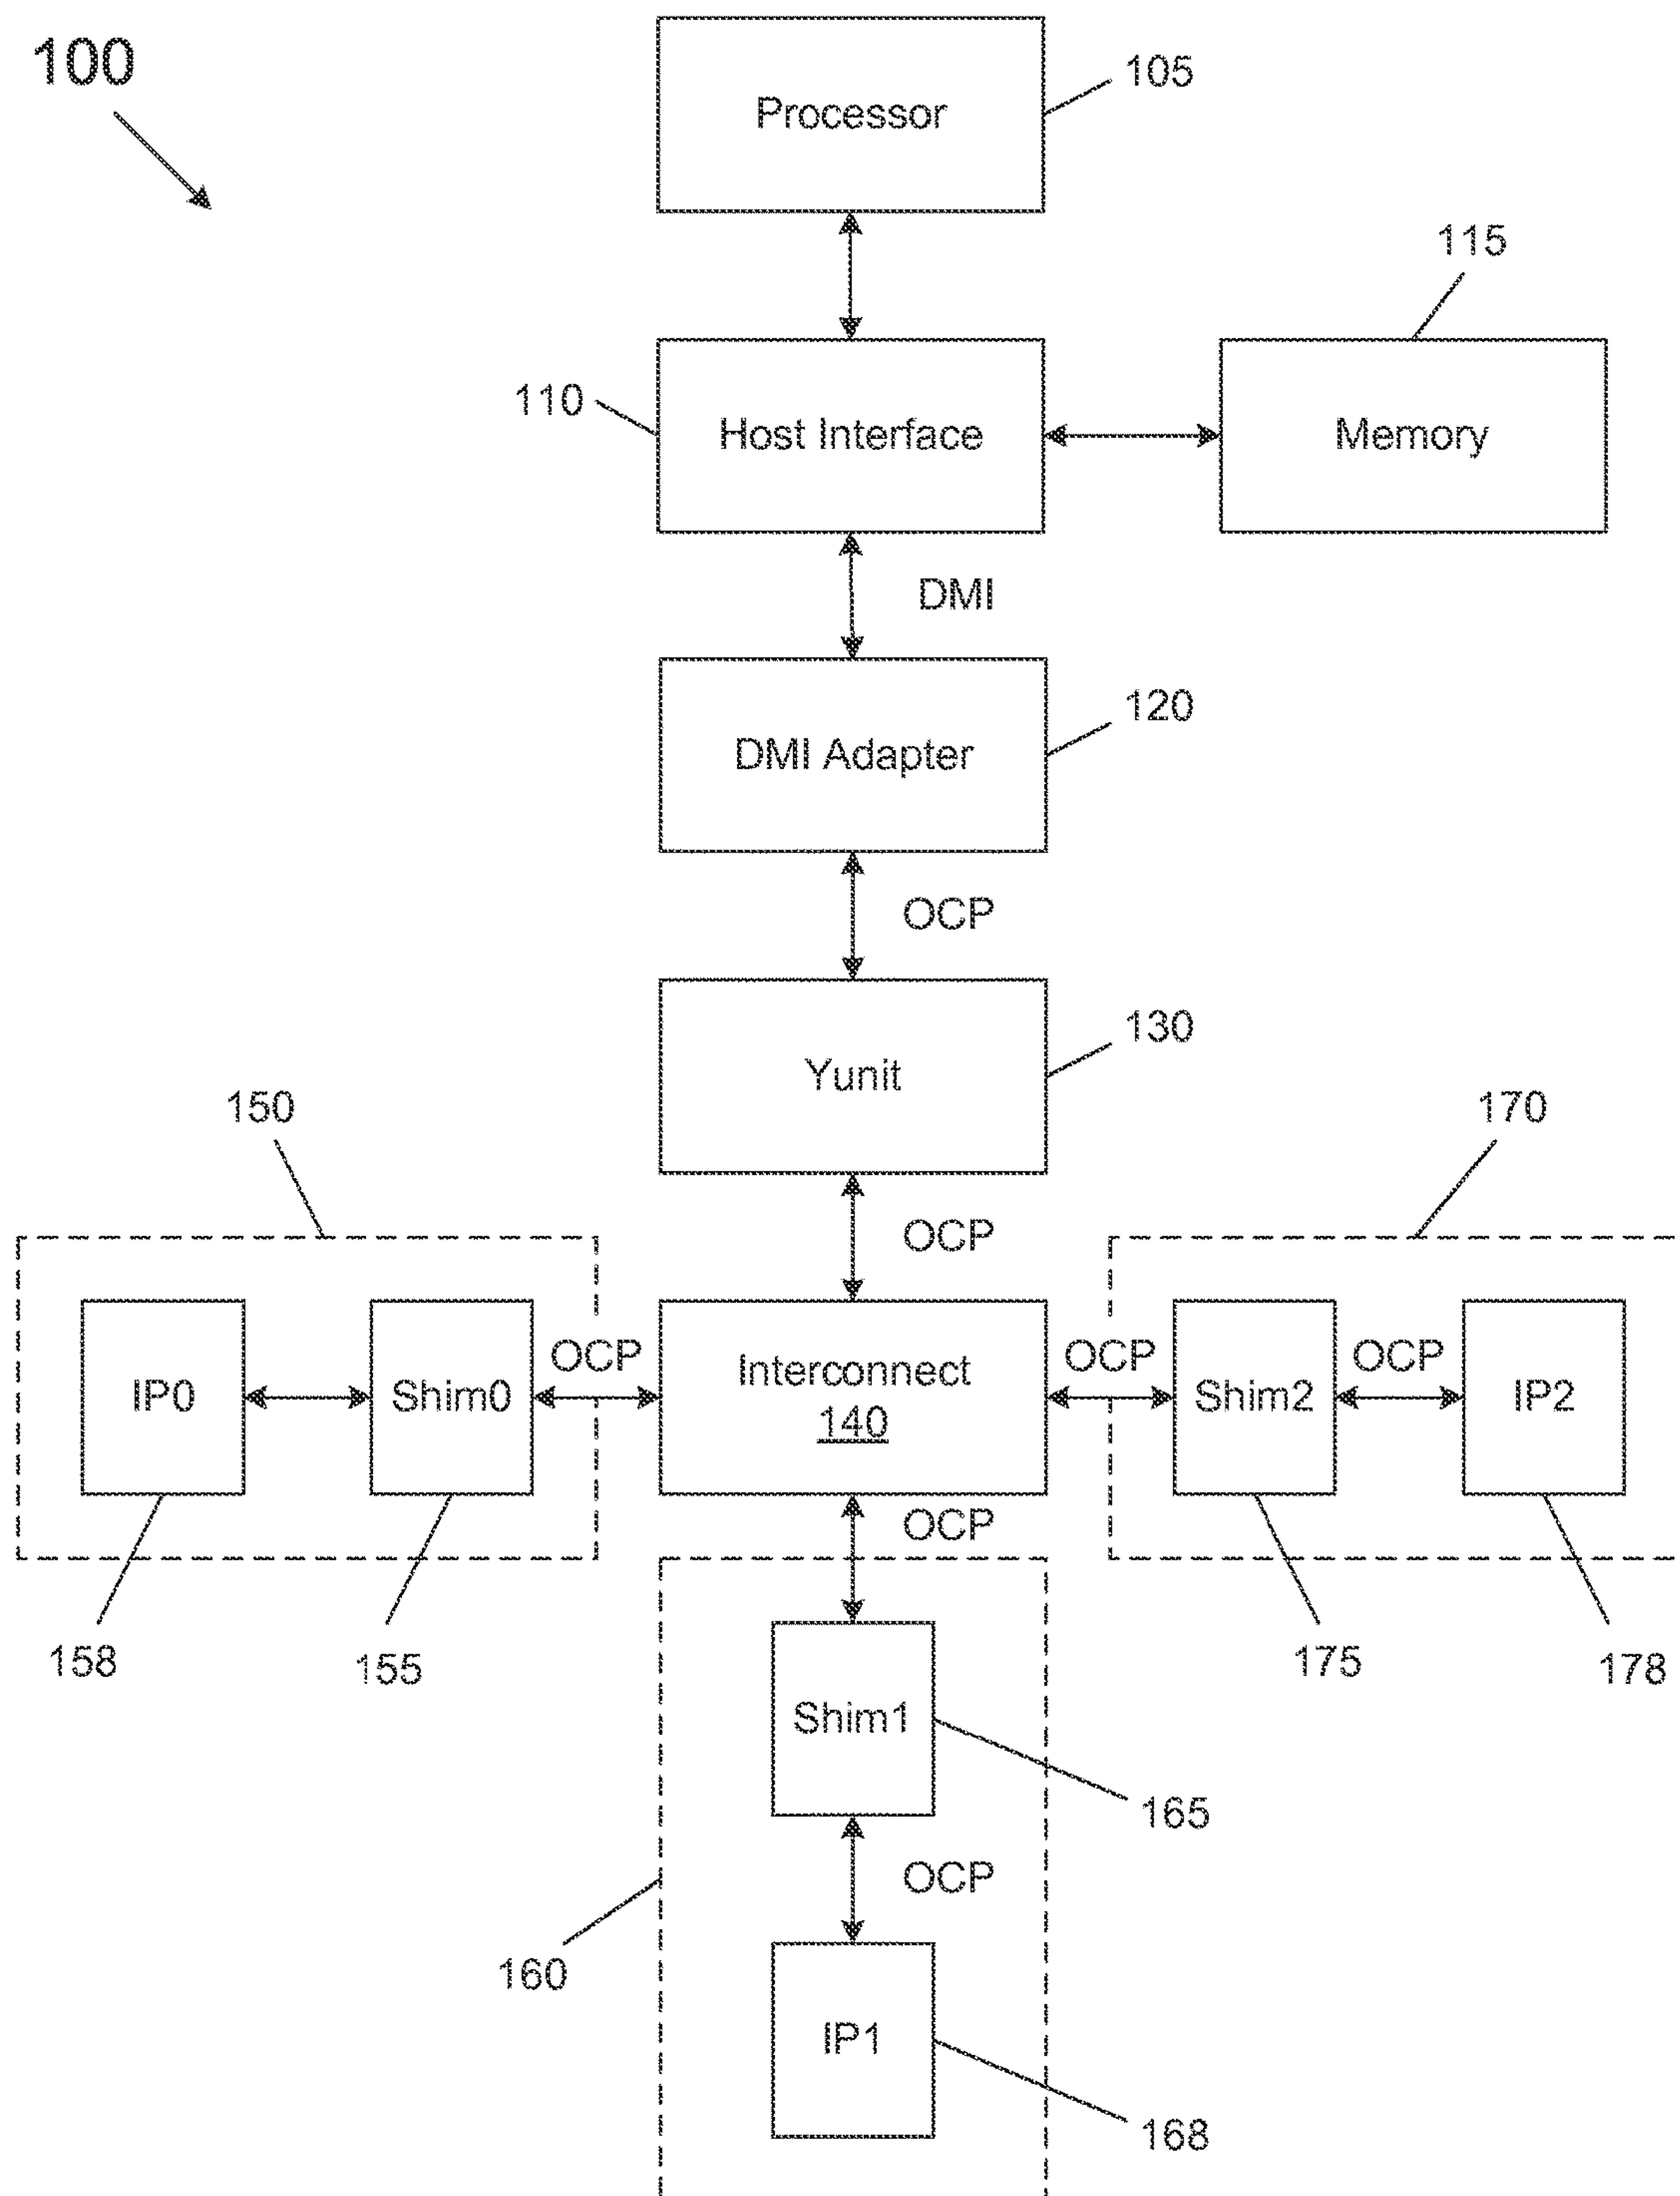 100
Processor
105
115
110
Host Interface
Memory
DMI
120
DMI Adapter
OCP
130
Yunit
150
170
OCP
IP0
Shim0
OCP
Interconnect
140
OCP
Shim2
OCP
IP2
OCP
158
155
175
178
Shim1
165
OCP
160
IP1
168